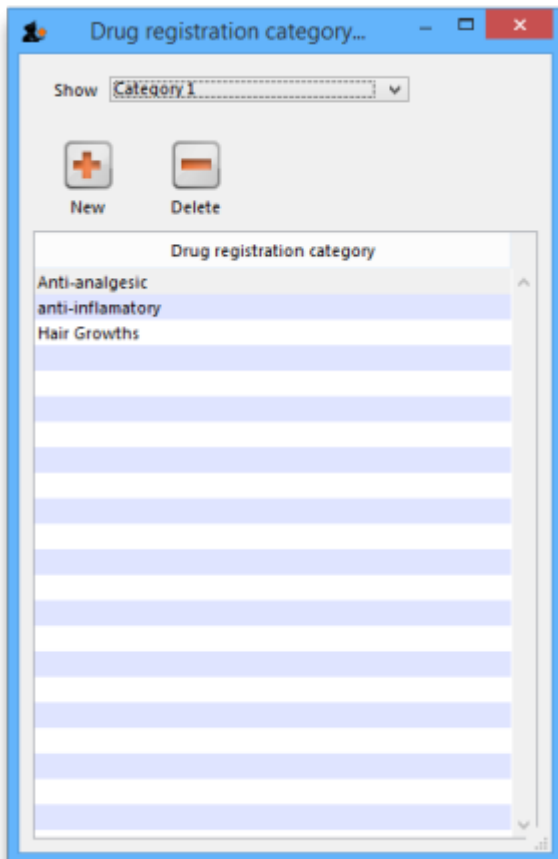 Drug registration category...
Show Category 1
New Delete
Drug registration category
Anti-analgesic
anti-inflamatory
Hair Growths